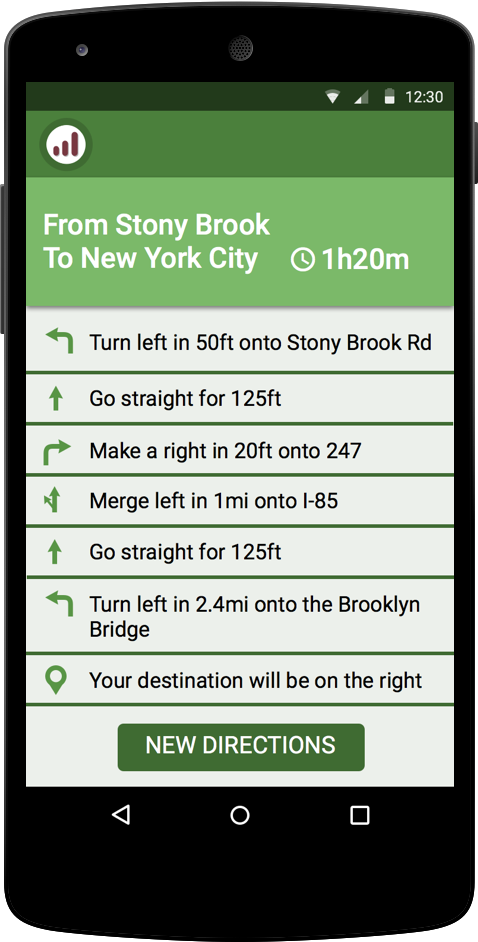 12:30
From Stony Brook
To New York City 1h20m
Turn left in 50ft onto Stony Brook Rd
Go straight for 125ft
Make a right in 20ft onto 247
Merge left in 1mi onto I-85
Go straight for 125ft
Turn left in 2.4mi onto the Brooklyn
Bridge
Your destination will be on the right
NEW DIRECTIONS